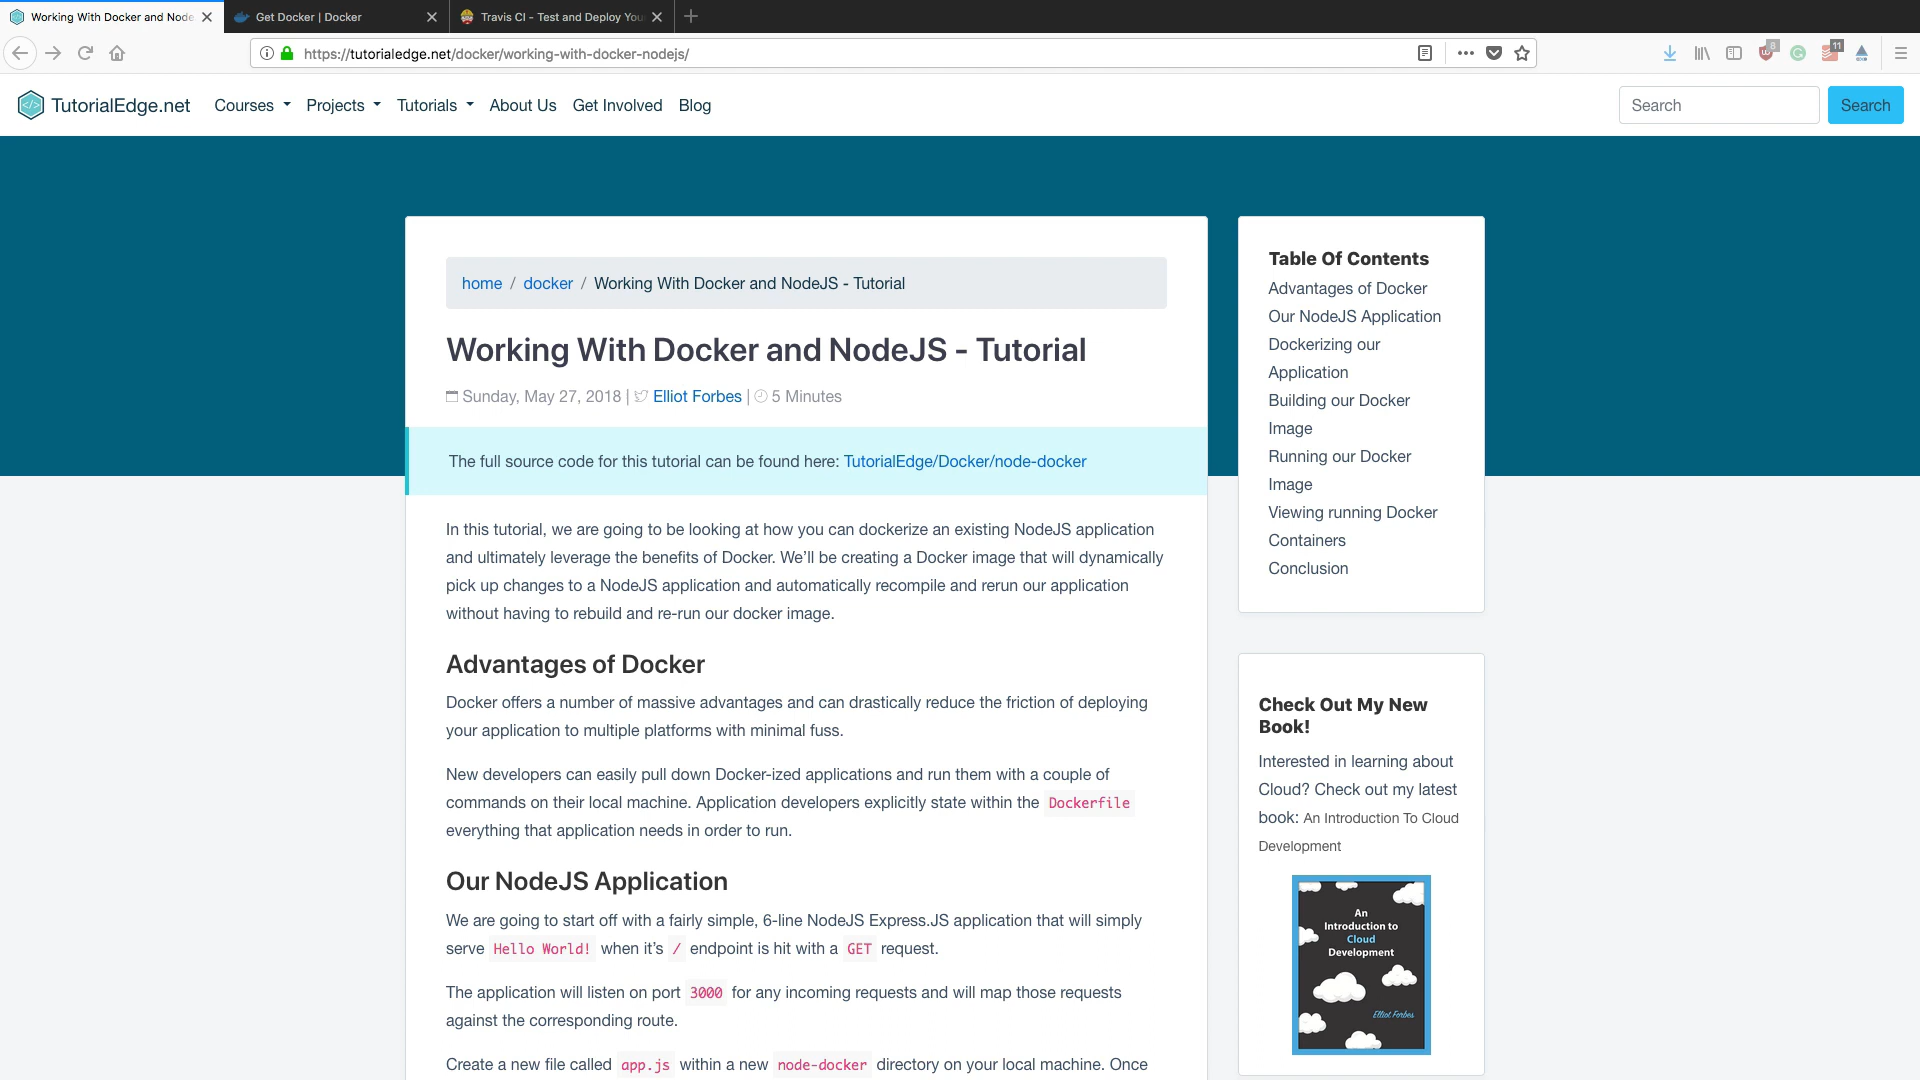 Working With Docker and Node
Get Docker | Docker
Travis CI - Test and Deploy You
https://tutorialedge.net/docker/working-with-docker-nodejs/
8
11
TutorialEdge.net
Courses
Projects
Tutorials
About Us
Get Involved
Blog
Search
Search
home / docker / Working With Docker and NodeJS - Tutorial
Working With Docker and NodeJS - Tutorial
Sunday, May 27, 2018 | Elliot Forbes | 5 Minutes
The full source code for this tutorial can be found here: TutorialEdge/Docker/node-docker
In this tutorial, we are going to be looking at how you can dockerize an existing NodeJS application
and ultimately leverage the benefits of Docker. We’ll be creating a Docker image that will dynamically
pick up changes to a NodeJS application and automatically recompile and rerun our application
without having to rebuild and re-run our docker image.
Advantages of Docker
Docker offers a number of massive advantages and can drastically reduce the friction of deploying
your application to multiple platforms with minimal fuss.
New developers can easily pull down Docker-ized applications and run them with a couple of
commands on their local machine. Application developers explicitly state within the Dockerfile
everything that application needs in order to run.
Our NodeJS Application
We are going to start off with a fairly simple, 6-line NodeJS Express.JS application that will simply
serve Hello World! when it’s / endpoint is hit with a GET request.
The application will listen on port 3000 for any incoming requests and will map those requests
against the corresponding route.
Create a new file called app.js within a new node-docker directory on your local machine. Once
Table Of Contents
Advantages of Docker
Our NodeJS Application
Dockerizing our
Application
Building our Docker
Image
Running our Docker
Image
Viewing running Docker
Containers
Conclusion
Check Out My New
Book!
Interested in learning about
Cloud? Check out my latest
book: An Introduction To Cloud
Development
An
Introduction to
Cloud
Development
Elliot Forbes